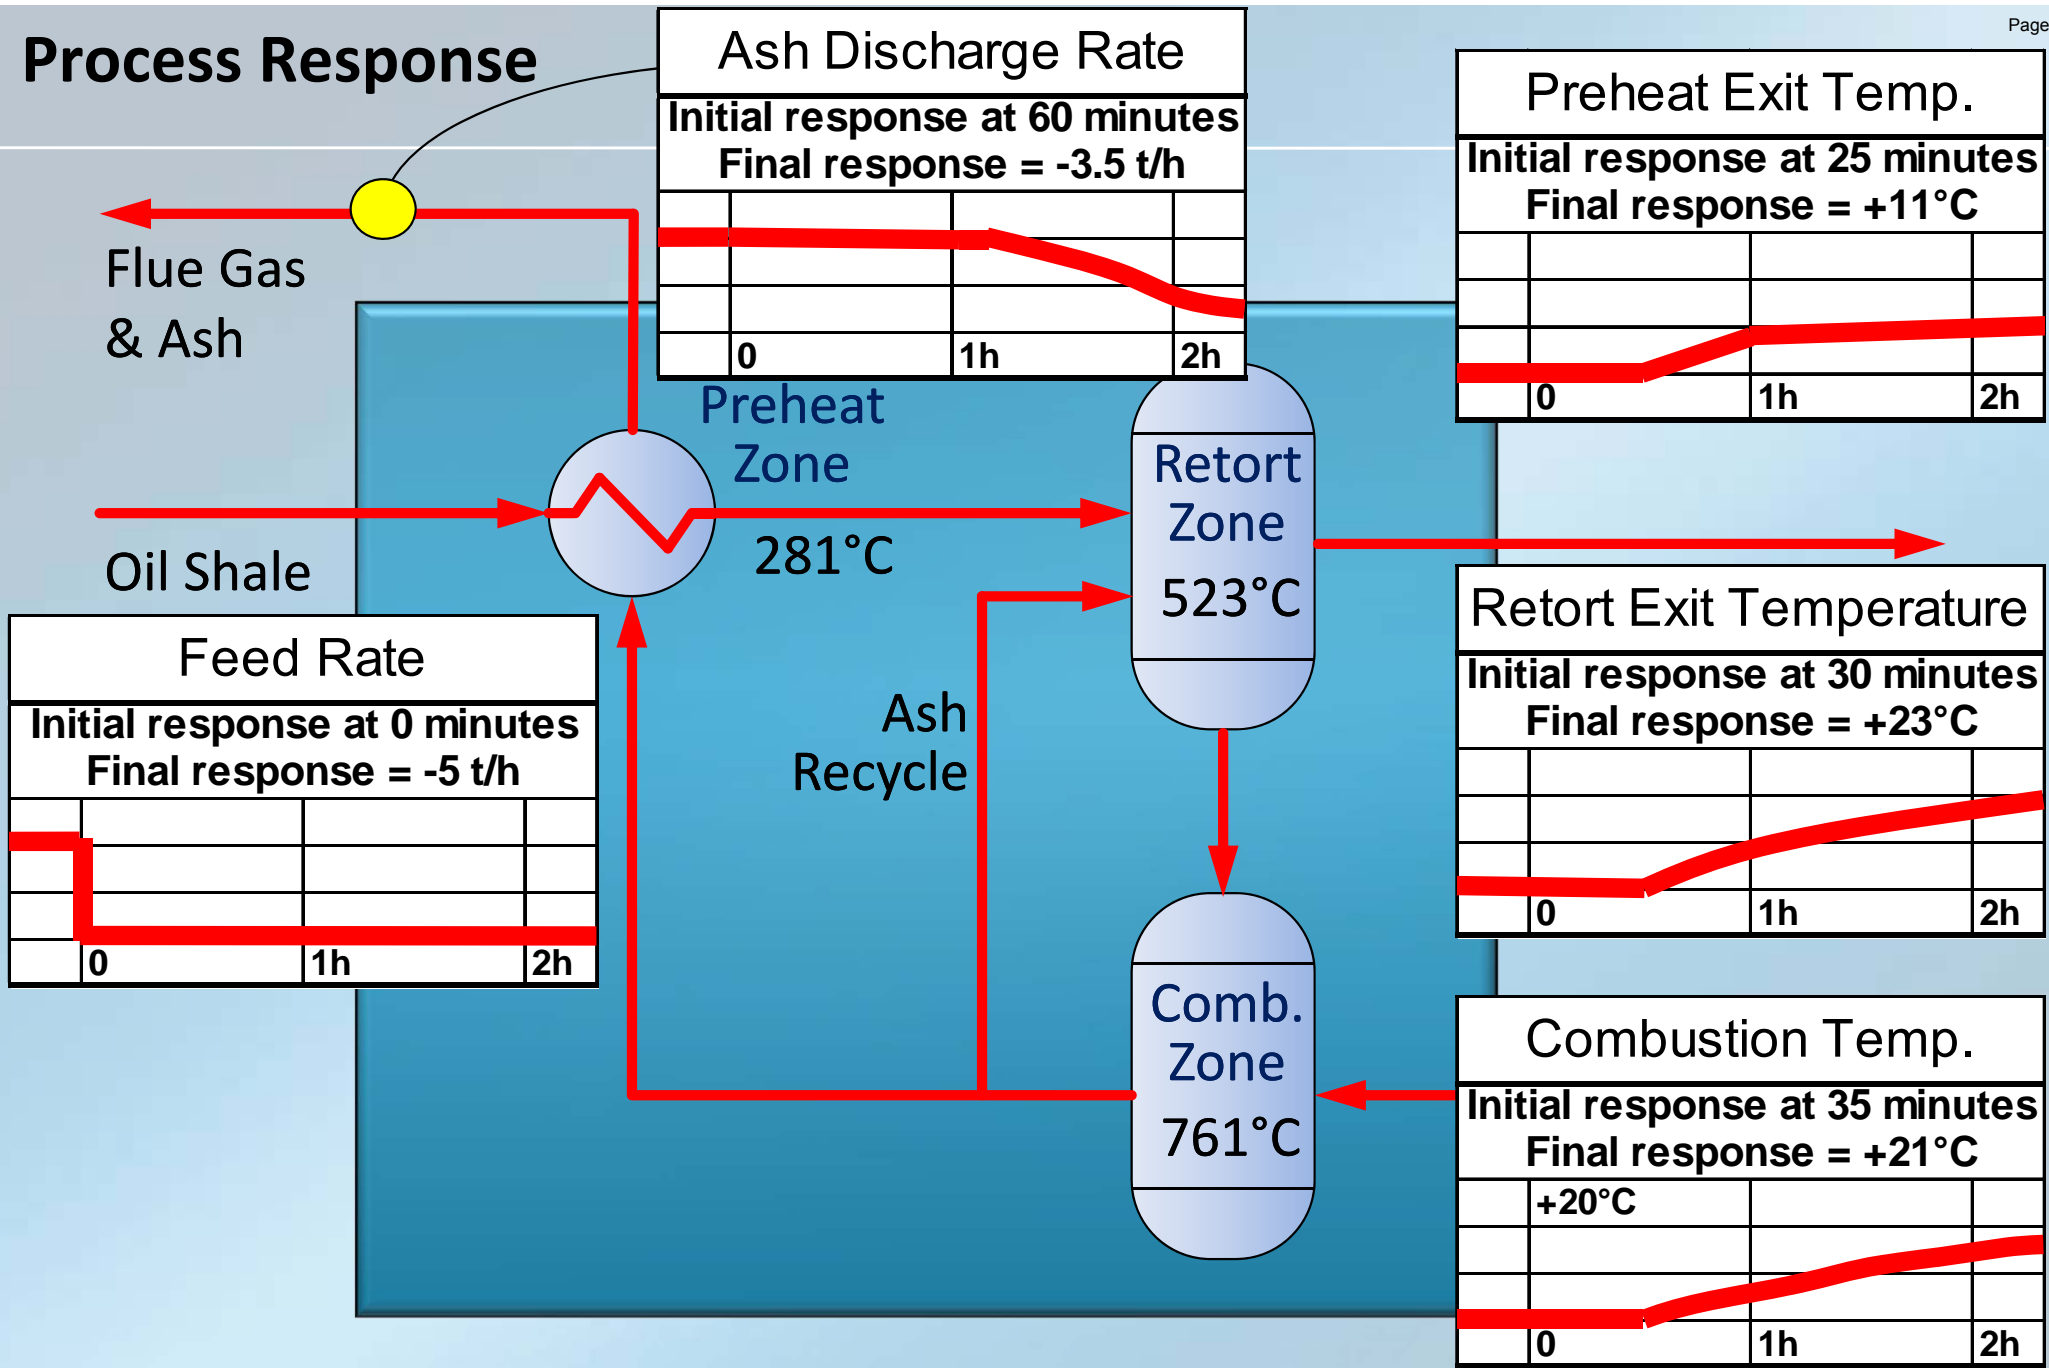 Page
Process Response
Ash Discharge Rate
Initial response at 60 minutes
Final response = -3.5 t/h
0
1h
2h
Preheat Exit Temp.
Initial response at 25 minutes
Final response = +11°C
0
1h
2h
Flue Gas
& Ash
Preheat
Zone
281°C
Retort
Zone
523°C
Oil Shale
Feed Rate
Initial response at 0 minutes
Final response = -5 t/h
0
1h
2h
Ash
Recycle
Retort Exit Temperature
Initial response at 30 minutes
Final response = +23°C
0
1h
2h
Comb.
Zone
761°C
Combustion Temp.
Initial response at 35 minutes
Final response = +21°C
+20°C
0
1h
2h